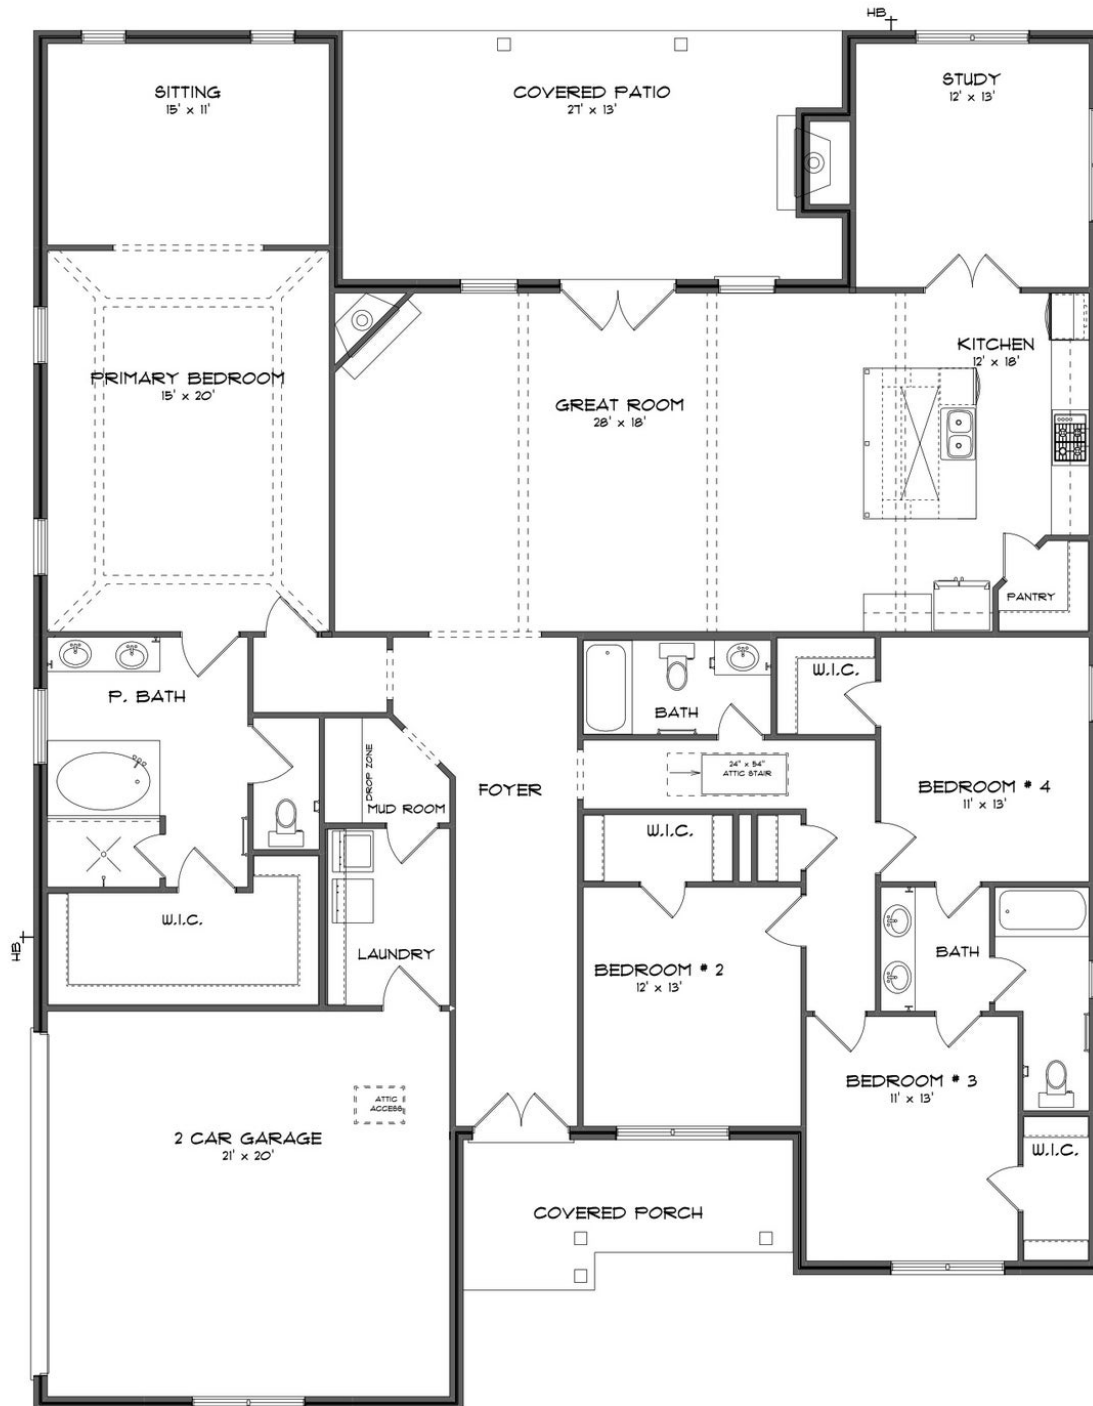 HB
SITTING
15' x 11'
COVERED PATIO
27' x 13'
STUDY
12' x 13'
KITCHEN
12' x 18'
PRIMARY BEDROOM
15' x 20'
GREAT ROOM
28' x 18'
PANTRY
P. BATH
BATH
W.I.C.
DROP ZONE
MUD ROOM
FOYER
24" x 54"
ATTIC STAIR
BEDROOM # 4
11' x 13'
W.I.C.
W.I.C.
HB
LAUNDRY
BEDROOM # 2
12' x 13'
BATH
BEDROOM # 3
11' x 13'
ATTIC
ACCESS
2 CAR GARAGE
21' x 20'
W.I.C.
COVERED PORCH